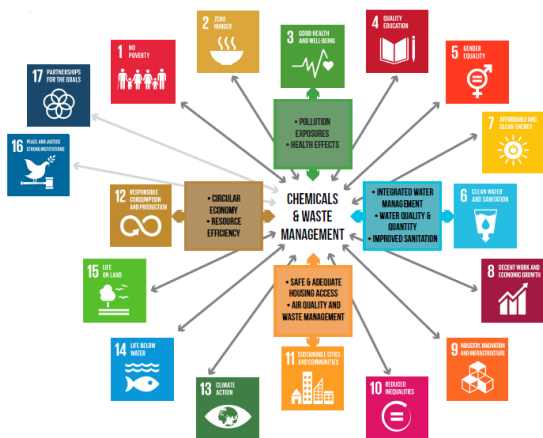 1 NO
POVERTY
2 ZERO
HUNGER
3 GOOD HEALTH
AND WELL-BEING
4 QUALITY
EDUCATION
5 GENDER
EQUALITY
17 PARTNERSHIPS
FOR THE GOALS
7 AFFORDABLE AND
CLEAN ENERGY
16 PEACE AND JUSTICE
STRONG INSTITUTIONS
• POLLUTION
EXPOSURES
• HEALTH EFFECTS
12 RESPONSIBLE
CONSUMPTION
AND PRODUCTION
• CIRCULAR
ECONOMY
• RESOURCE
EFFICIENCY
CHEMICALS
& WASTE
MANAGEMENT
• INTEGRATED WATER
MANAGEMENT
• WATER QUALITY &
QUANTITY
• IMPROVED SANITATION
6 CLEAN WATER
AND SANITATION
15 LIFE
ON LAND
• SAFE & ADEQUATE
HOUSING ACCESS
• AIR QUALITY AND
WASTE MANAGEMENT
8 DECENT WORK AND
ECONOMIC GROWTH
14 LIFE BELOW
WATER
13 CLIMATE
ACTION
11 SUSTAINABLE CITIES
AND COMMUNITIES
10 REDUCED
INEQUALITIES
9 INDUSTRY, INNOVATION
AND INFRASTRUCTURE